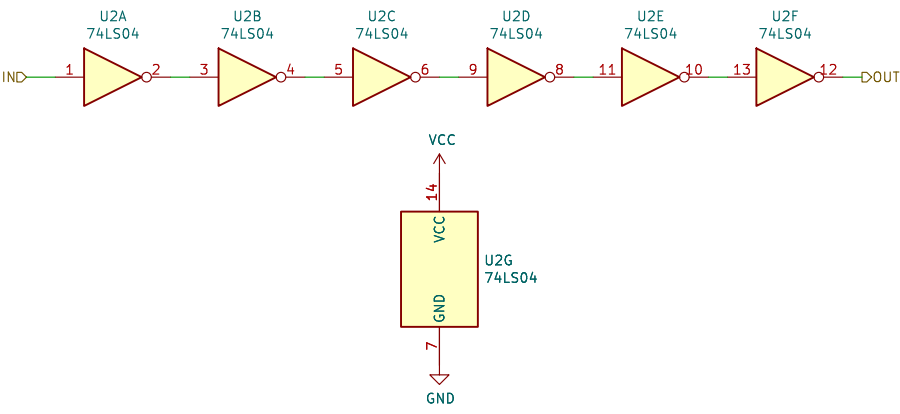 U2A U2B U2C U2D U2E U2F
74LS04 74LS04 74LS04 74LS04 74LS04 74LS04
IN 1 2 3 4 5 6 9 8 11 10 13 12 OUT
VCC
14
VCC
U2G
74LS04
GND
7
GND